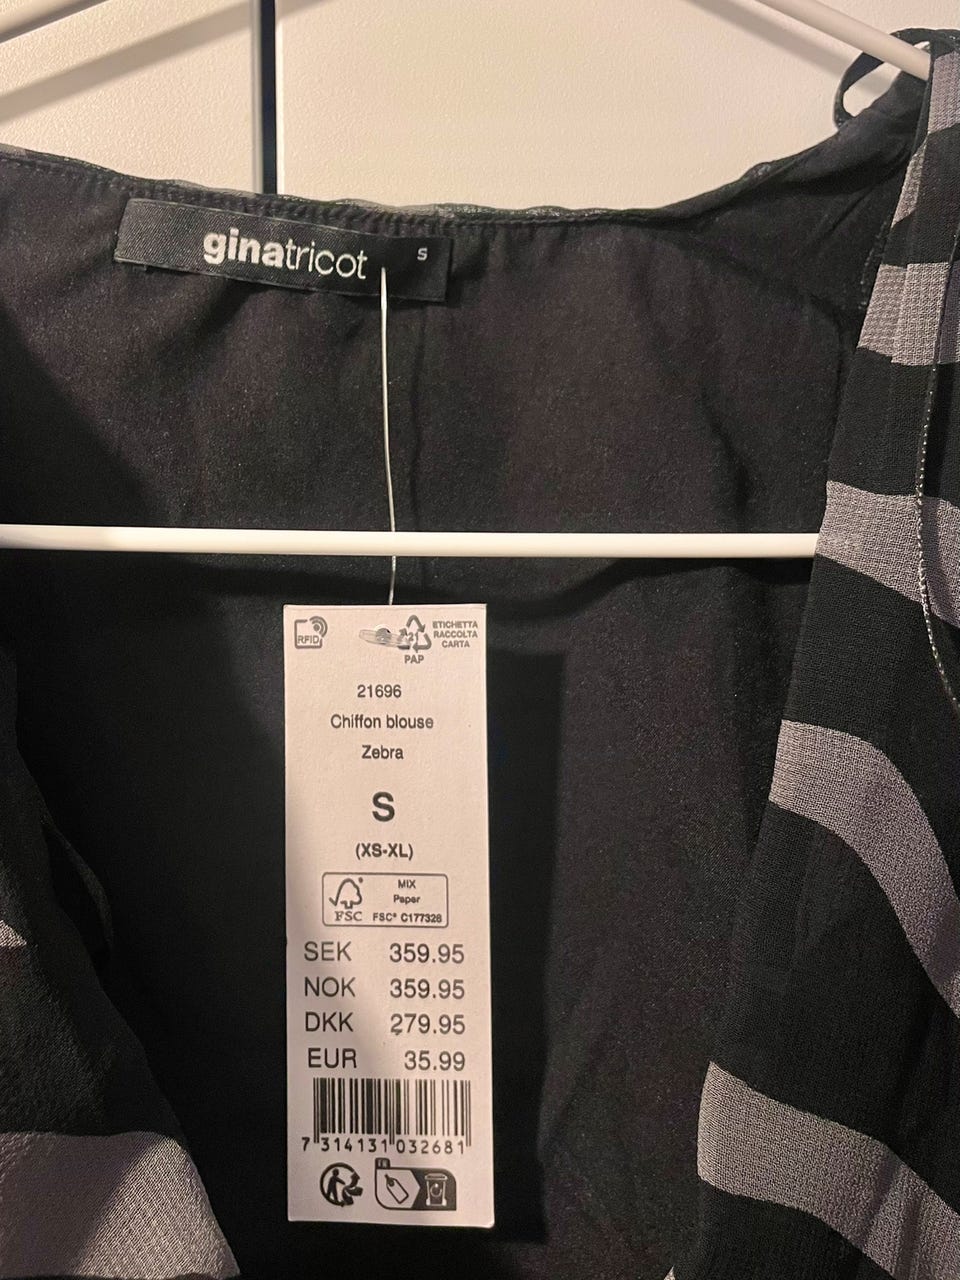 ginatricot
S
RFID
21
PAP
ETICHETTA
RACCOLTA
CARTA
21696
Chiffon blouse
Zebra
S
(XS-XL)
FSC
MIX
Paper
FSC® C177328
SEK 359.95
NOK 359.95
DKK 279.95
EUR 35.99
7 314131 032681
FR